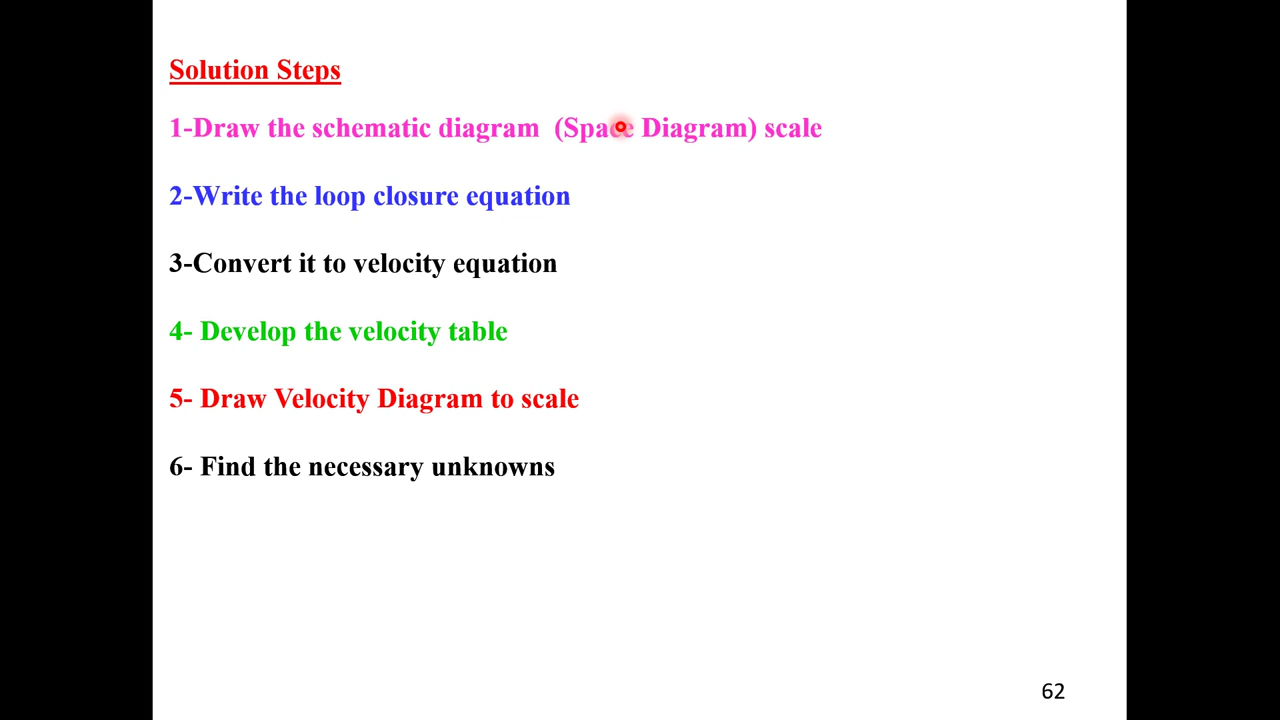 Solution Steps
1-Draw the schematic diagram (Space Diagram) scale
2-Write the loop closure equation
3-Convert it to velocity equation
4- Develop the velocity table
5- Draw Velocity Diagram to scale
6- Find the necessary unknowns
62